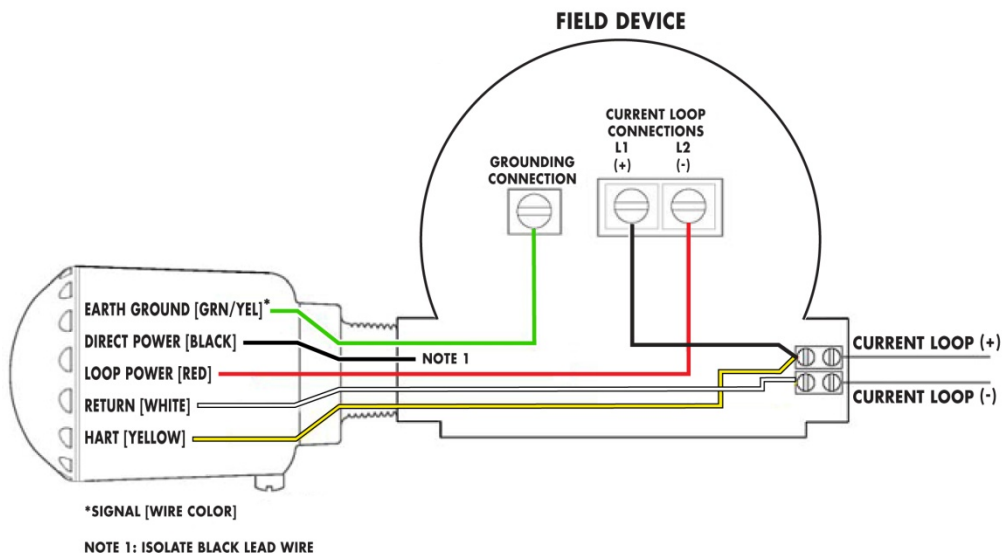 FIELD DEVICE
CURRENT LOOP
CONNECTIONS
L1 L2
(+) (-)
GROUNDING
CONNECTION
EARTH GROUND [GRN/YEL]*
DIRECT POWER [BLACK]
NOTE 1
LOOP POWER [RED]
RETURN [WHITE]
HART [YELLOW]
CURRENT LOOP (+)
CURRENT LOOP (-)
*SIGNAL [WIRE COLOR]
NOTE 1: ISOLATE BLACK LEAD WIRE